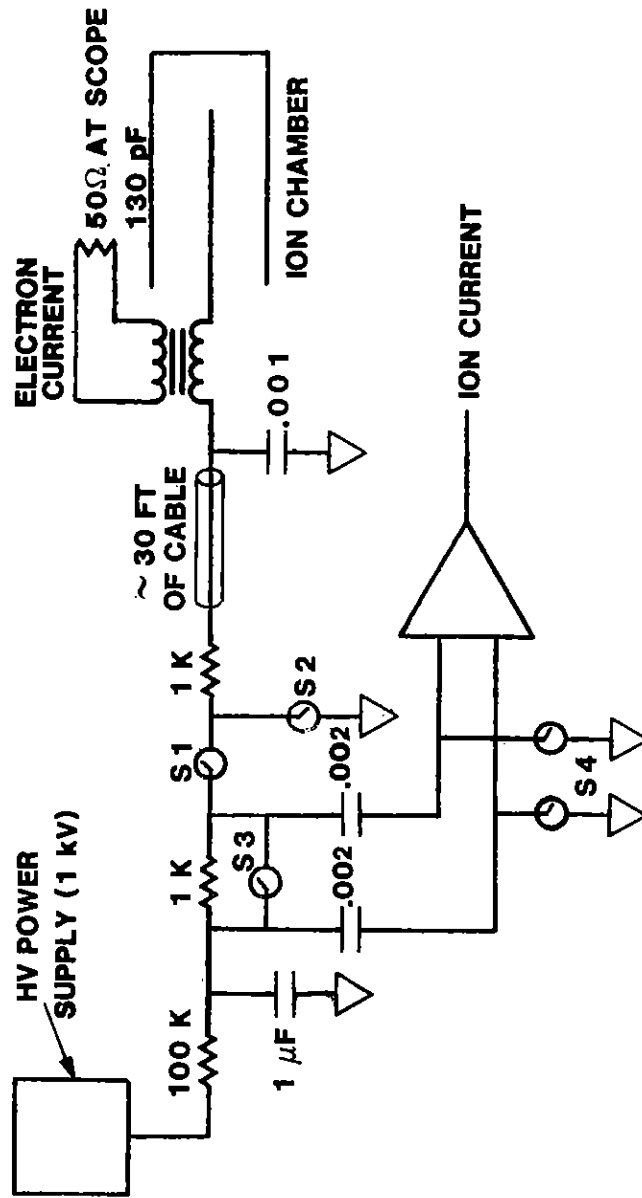 HV POWER
SUPPLY (1 kV)
100 K
1 μF
1 K
S3
.002
.002
S1
S2
S4
1 K
~ 30 FT
OF CABLE
.001
ELECTRON
CURRENT
50Ω AT SCOPE
130 pF
ION CHAMBER
ION CURRENT